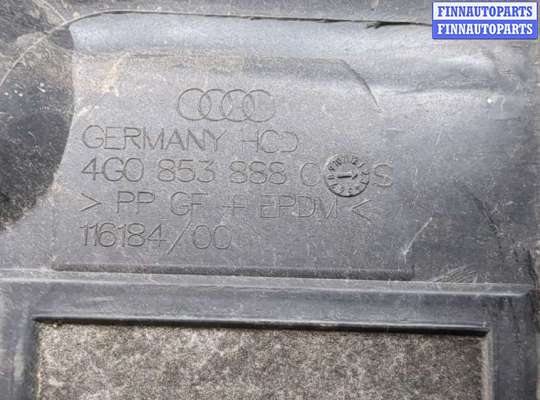 FINNAUTOPARTS
FINNAUTOPARTS
GERMANY HCD
4G0 853 888 S
> PP GF + EPDM <
116184/00